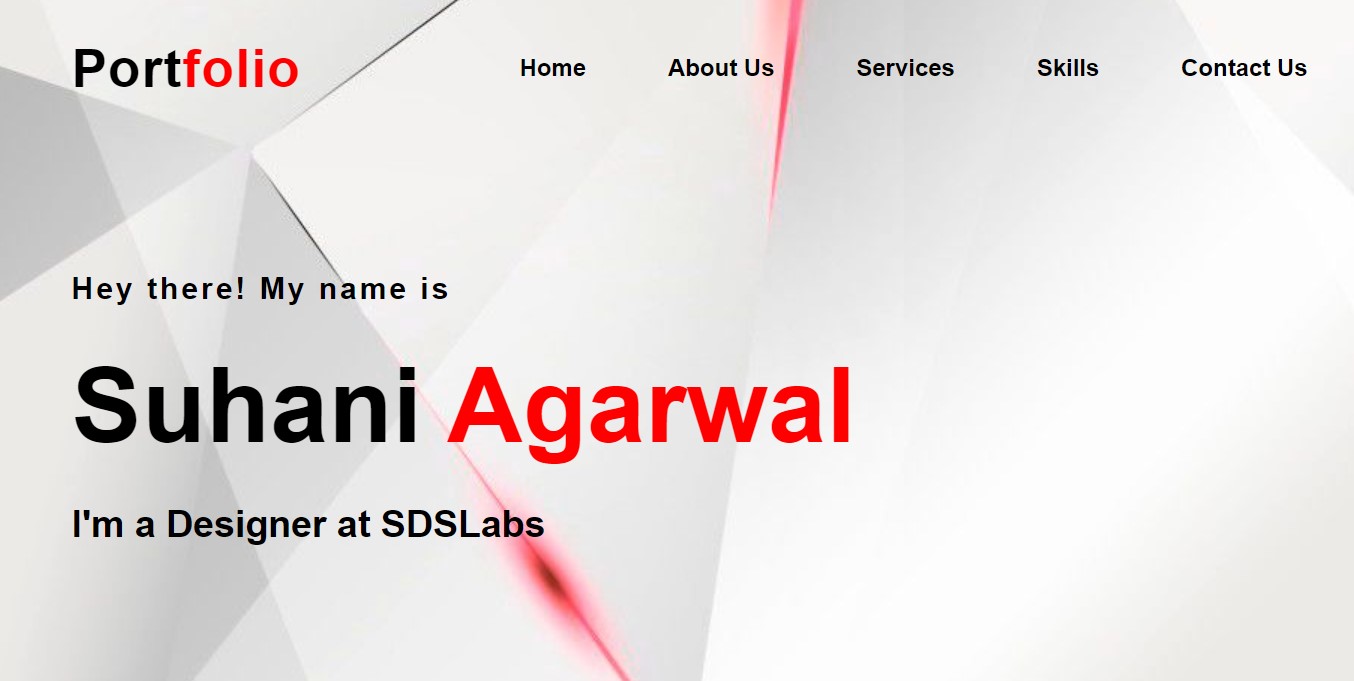 Portfolio Home About Us Services Skills Contact Us
Hey there! My name is
Suhani Agarwal
I'm a Designer at SDSLabs